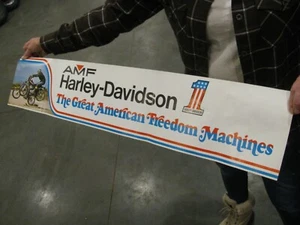 AMF
Harley-Davidson
The Great American Freedom Machines